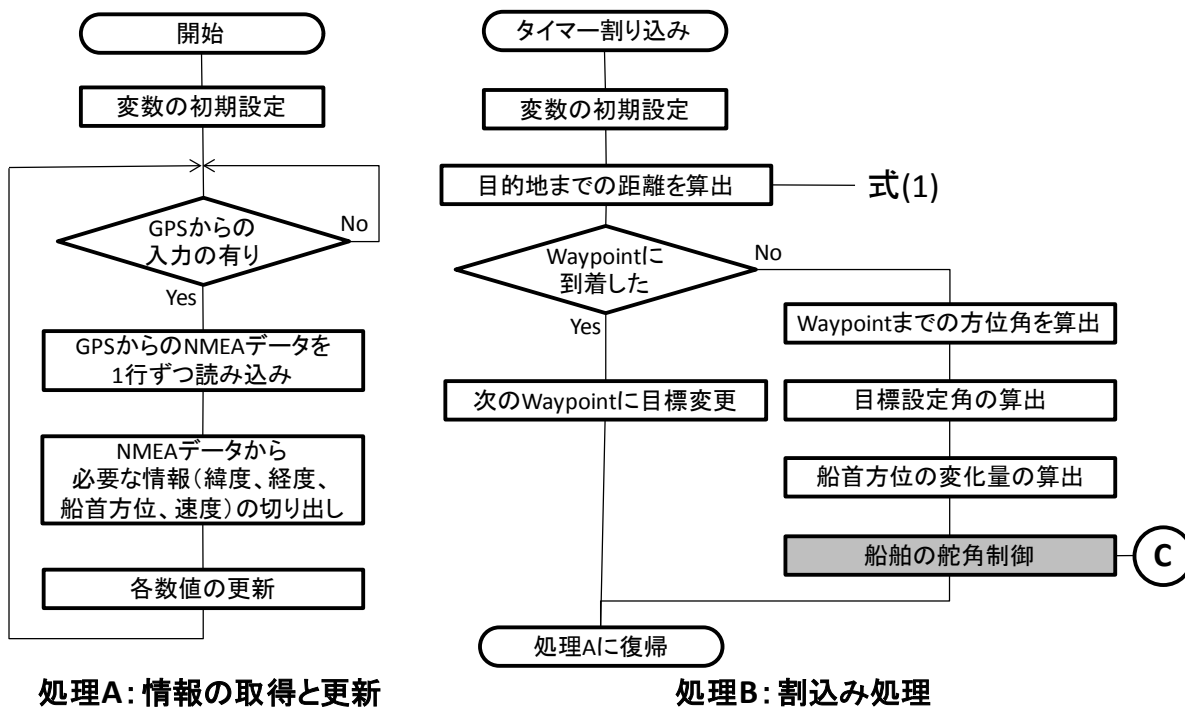 開始
変数の初期設定
GPSからの
入力の有り
No
Yes
GPSからのNMEAデータを
1行ずつ読み込み
NMEAデータから
必要な情報(緯度、経度、
船首方位、速度)の切り出し
各数値の更新
処理A:情報の取得と更新
タイマー割り込み
変数の初期設定
目的地までの距離を算出
式(1)
Waypointに
到着した
No
Yes
次のWaypointに目標変更
Waypointまでの方位角を算出
目標設定角の算出
船首方位の変化量の算出
船舶の舵角制御
C
処理Aに復帰
処理B:割込み処理